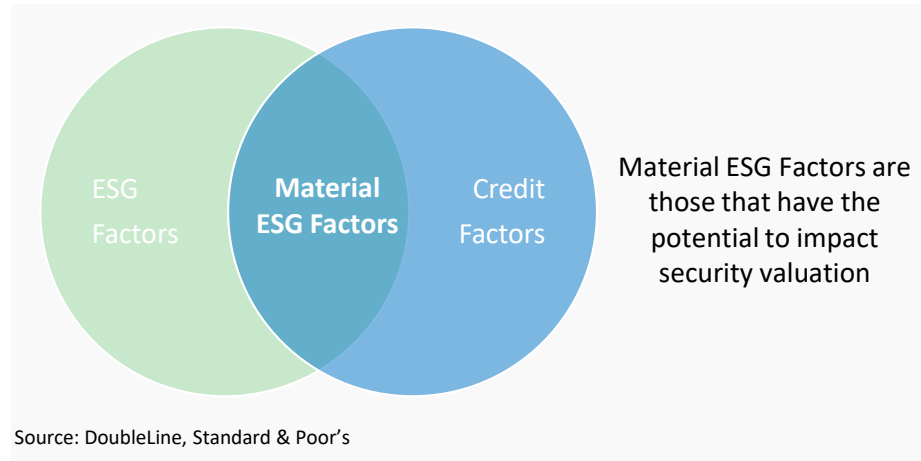 ESG
Factors
Material
ESG Factors
Credit
Factors
Material ESG Factors are
those that have the
potential to impact
security valuation
Source: DoubleLine, Standard & Poor's